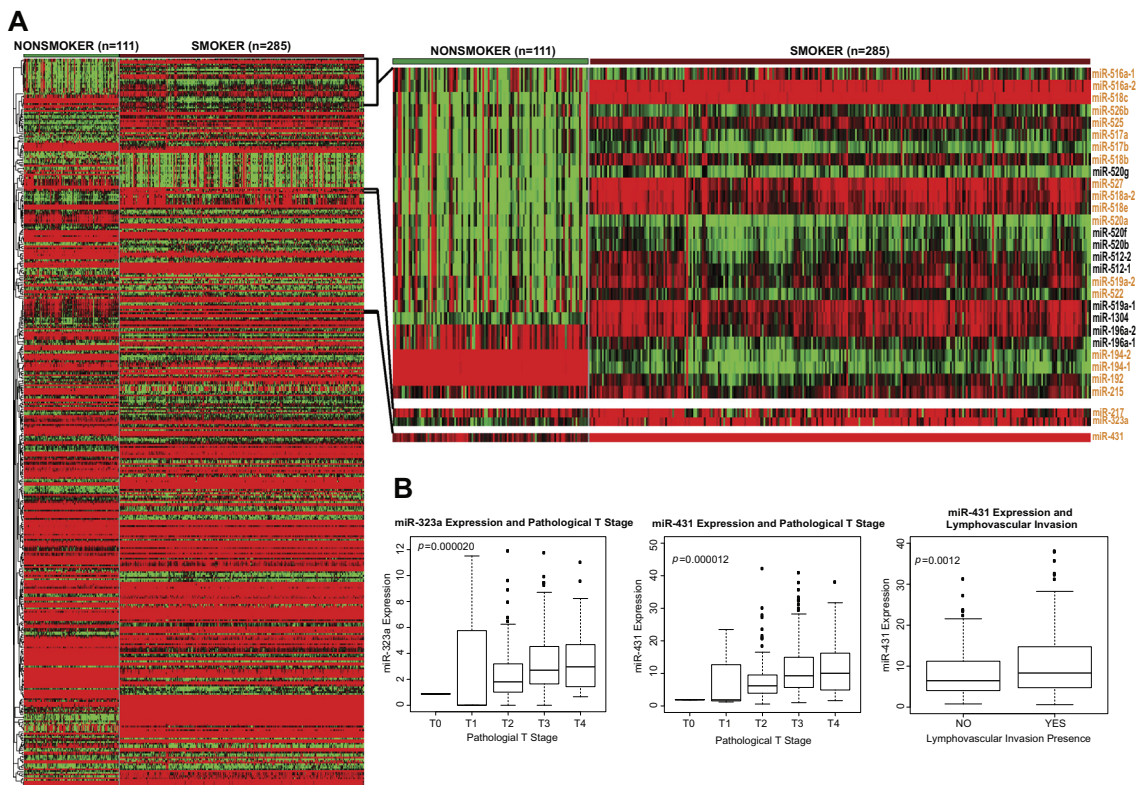 A
NONSMOKER (n=111) SMOKER (n=285)
NONSMOKER (n=111) SMOKER (n=285)
miR-516a-1
miR-516a-2
miR-518c
miR-526b
miR-525
miR-517a
miR-517b
miR-518b
miR-520g
miR-527
miR-518a-2
miR-518e
miR-520a
miR-520f
miR-520b
miR-512-2
miR-512-1
miR-519a-2
miR-522
miR-519a-1
miR-1304
miR-196a-2
miR-196a-1
miR-194-2
miR-194-1
miR-192
miR-215
miR-217
miR-323a
miR-431
B
miR-323a Expression and Pathological T Stage
p=0.000020
miR-323a Expression
12
10
8
6
4
2
0
T0 T1 T2 T3 T4
Pathological T Stage
miR-431 Expression and Pathological T Stage
p=0.000012
miR-431 Expression
50
40
30
20
10
0
T0 T1 T2 T3 T4
Pathological T Stage
miR-431 Expression and
Lymphovascular Invasion
p=0.0012
miR-431 Expression
40
30
20
10
0
NO YES
Lymphovascular Invasion Presence